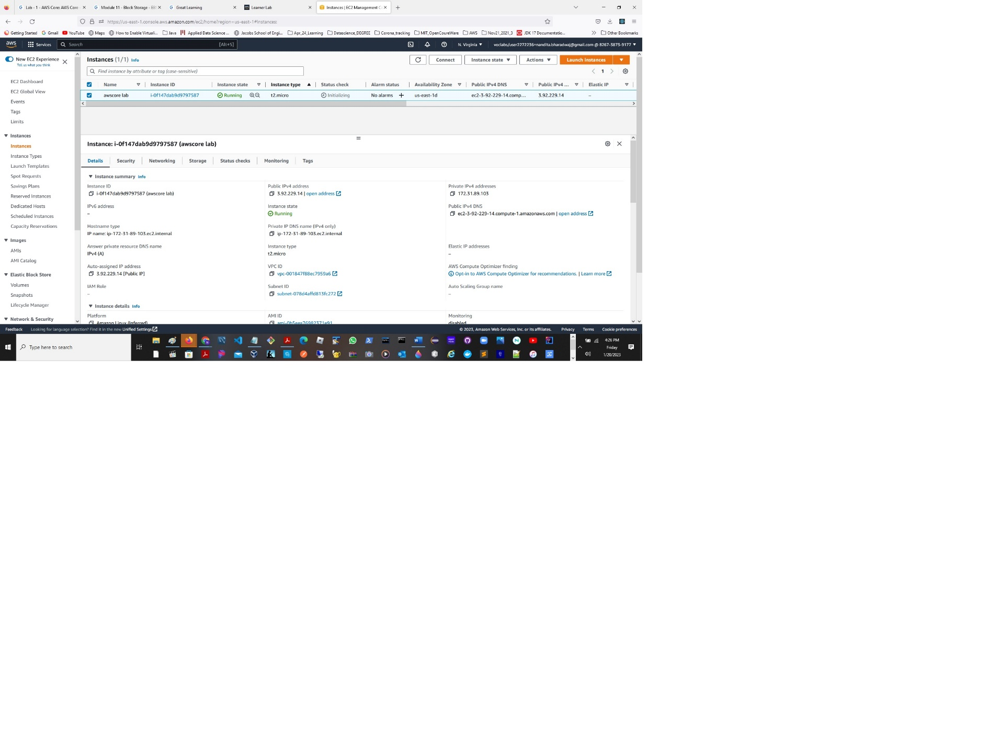 Lab - 1 - AWS Core: AWS Core - Module 11 - Block Storage - EB Great Learning Learner Lab Instances | EC2 Management C
https://us-east-1.console.aws.amazon.com/ec2/home?region=us-east-1#Instances:
Getting Started Gmail YouTube Maps How to Enable Virtuali... Java Applied Data Science ... Jacobs School of Engi... Apr_24_Learning Datascience_DEGREE Corona_tracking MIT_OpenCoureWare AWS Nov21_2021_3 JDK 17 Documentatio... Other Bookmarks
aws Services Search [Alt+S] N. Virginia voclabs/user2272236=nandita.bharadwaj@gmail.com @ 8267-3873-9177
New EC2 Experience
Tell us what you think
EC2 Dashboard
EC2 Global View
Events
Tags
Limits
Instances
Instances
Instance Types
Launch Templates
Spot Requests
Savings Plans
Reserved Instances
Dedicated Hosts
Scheduled Instances
Capacity Reservations
Images
AMIs
AMI Catalog
Elastic Block Store
Volumes
Snapshots
Lifecycle Manager
Network & Security
Instances (1/1) Info Connect Instance state Actions Launch instances
Find instance by attribute or tag (case-sensitive) 1
Name Instance ID Instance state Instance type Status check Alarm status Availability Zone Public IPv4 DNS Public IPv4 ... Elastic IP
awscore lab i-0f147dab9d9797587 Running t2.micro Initializing No alarms + us-east-1d ec2-3-92-229-14.comp... 3.92.229.14 –
Instance: i-0f147dab9d9797587 (awscore lab)
Details Security Networking Storage Status checks Monitoring Tags
Instance summary Info
Instance ID Public IPv4 address Private IPv4 addresses
i-0f147dab9d9797587 (awscore lab) 3.92.229.14 | open address 172.31.89.103
IPv6 address Instance state Public IPv4 DNS
– Running ec2-3-92-229-14.compute-1.amazonaws.com | open address
Hostname type Private IP DNS name (IPv4 only)
IP name: ip-172-31-89-103.ec2.internal ip-172-31-89-103.ec2.internal
Answer private resource DNS name Instance type Elastic IP addresses
IPv4 (A) t2.micro –
Auto-assigned IP address VPC ID AWS Compute Optimizer finding
3.92.229.14 [Public IP] vpc-001847f88ec7959a6 Opt-in to AWS Compute Optimizer for recommendations. | Learn more
IAM Role Subnet ID Auto Scaling Group name
– subnet-078d4affd813fc272 –
Instance details Info
Platform AMI ID Monitoring
Amazon Linux (Inferred) ami-0b5eea76982371e91 disabled
Feedback Looking for language selection? Find it in the new Unified Settings © 2023, Amazon Web Services, Inc. or its affiliates. Privacy Terms Cookie preferences
Type here to search
4:26 PM
Friday
1/20/2023